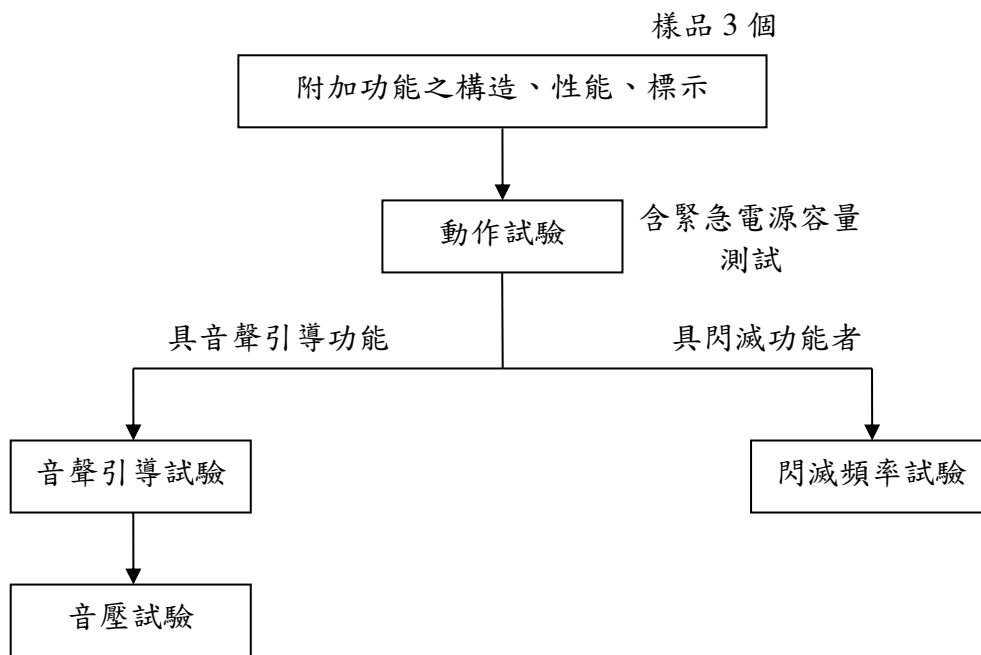 樣品 3 個
附加功能之構造、性能、標示
動作試驗
含緊急電源容量
測試
具音聲引導功能
具閃滅功能者
音聲引導試驗
閃滅頻率試驗
音壓試驗